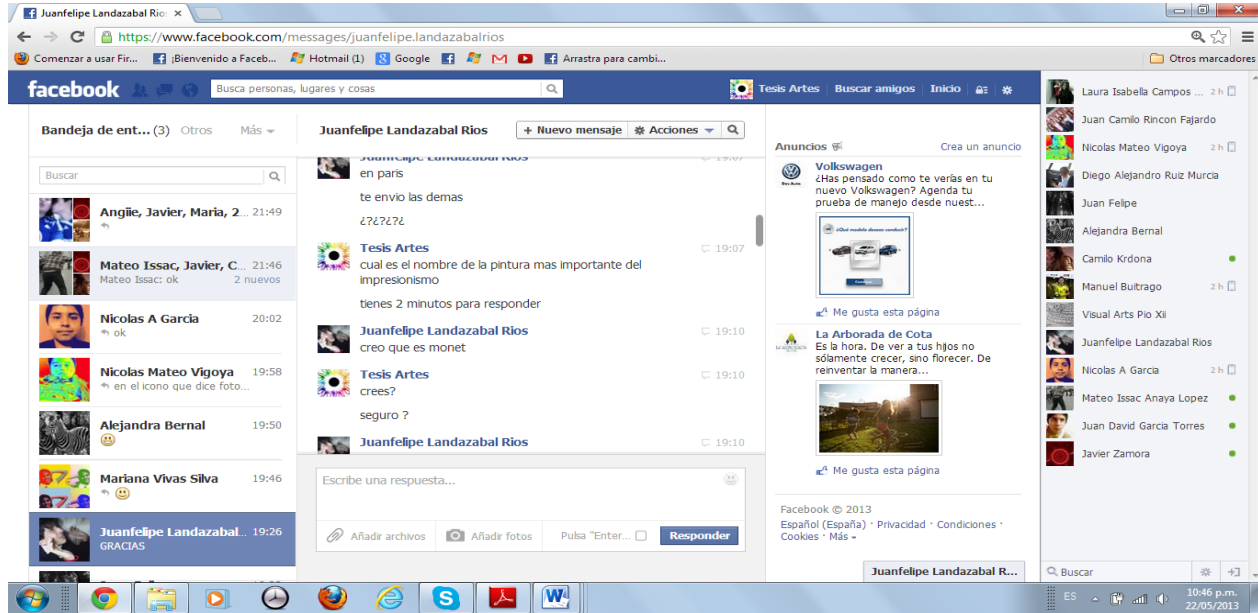 Juanfelipe Landazabal Rio
https://www.facebook.com/messages/juanfelipe.landazabalrios
Comenzar a usar Fir...
¡Bienvenido a Faceb...
Hotmail (1)
Google
Arrastra para cambi...
Otros marcadores
facebook
Busca personas, lugares y cosas
Tesis Artes
Buscar amigos
Inicio
Bandeja de ent... (3) Otros Más
Buscar
Angiie, Javier, Maria, 2... 21:49
Mateo Issac, Javier, C... 21:46
Mateo Issac: ok 2 nuevos
Nicolas A Garcia 20:02
ok
Nicolas Mateo Vigoya 19:58
en el icono que dice foto...
Alejandra Bernal 19:50
Mariana Vivas Silva 19:46
Juanfelipe Landazabal... 19:26
GRACIAS
Juanfelipe Landazabal Rios
+ Nuevo mensaje
Acciones
Juanfelipe Landazabal Rios 19:07
en paris
te envio las demas
¿?¿?¿?¿
Tesis Artes 19:07
cual es el nombre de la pintura mas importante del
impresionismo
tienes 2 minutos para responder
Juanfelipe Landazabal Rios 19:10
creo que es monet
Tesis Artes 19:10
crees?
seguro ?
Juanfelipe Landazabal Rios 19:10
Escribe una respuesta...
Añadir archivos
Añadir fotos
Pulsa "Enter...
Responder
Anuncios
Crea un anuncio
Volkswagen
¿Has pensado como te verías en tu
nuevo Volkswagen? Agenda tu
prueba de manejo desde nuest...
¿Qué modelo deseas conducir?
Me gusta esta página
La Arborada de Cota
Es la hora. De ver a tus hijos no
sólamente crecer, sino florecer. De
reinventar la manera...
Me gusta esta página
Facebook © 2013
Español (España) · Privacidad · Condiciones ·
Cookies · Más
Juanfelipe Landazabal R...
Laura Isabella Campos ... 2 h
Juan Camilo Rincon Fajardo
Nicolas Mateo Vigoya 2 h
Diego Alejandro Ruiz Murcia
Juan Felipe
Alejandra Bernal
Camilo Krdona
Manuel Buitrago 2 h
Visual Arts Pio Xii
Juanfelipe Landazabal Rios
Nicolas A Garcia 2 h
Mateo Issac Anaya Lopez
Juan David Garcia Torres
Javier Zamora
Buscar
ES
10:46 p.m.
22/05/2013